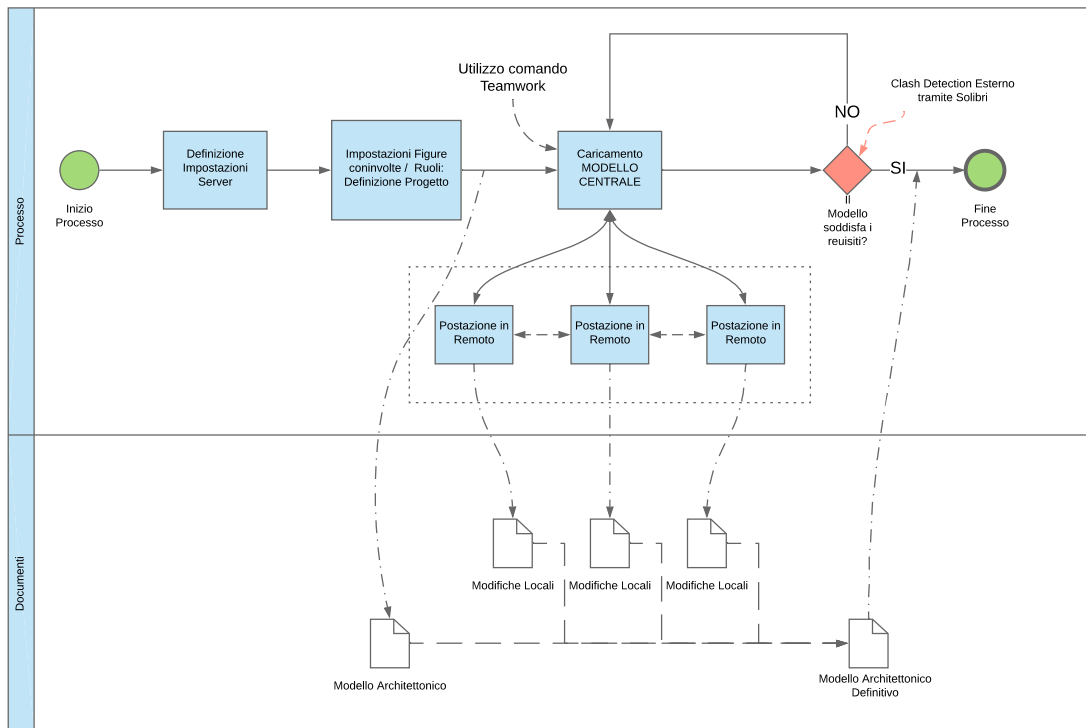 Processo
Utilizzo comando
Teamwork
Clash Detection Esterno
tramite Solibri
NO
Inizio
Processo
Definizione
Impostazioni
Server
Impostazioni Figure
coninvolte / Ruoli:
Definizione Progetto
Caricamento
MODELLO
CENTRALE
SI
Il
Modello
soddisfa i
reuisiti?
Fine
Processo
Postazione in
Remoto
Postazione in
Remoto
Postazione in
Remoto
Documenti
Modifiche Locali
Modifiche Locali
Modifiche Locali
Modello Architettonico
Modello Architettonico
Definitivo